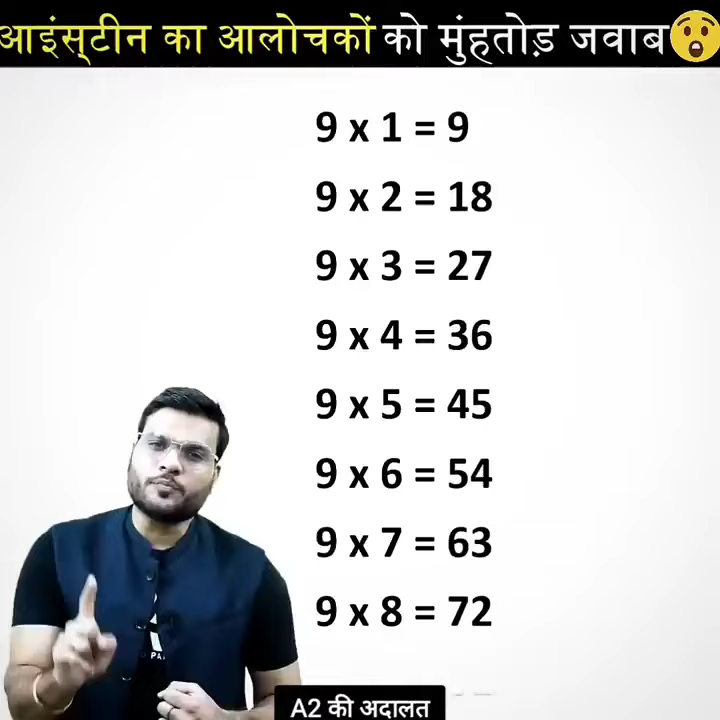 आइंस्टीन का आलोचकों को मुंहतोड़ जवाब😲
9 x 1 = 9
9 x 2 = 18
9 x 3 = 27
9 x 4 = 36
9 x 5 = 45
9 x 6 = 54
9 x 7 = 63
9 x 8 = 72
A2 की अदालत